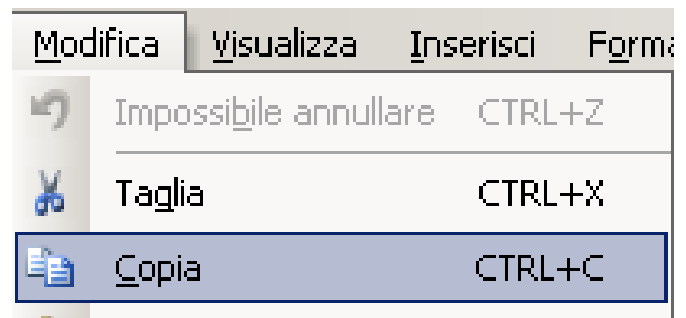 Modifica Visualizza Inserisci Forma
Impossibile annullare CTRL+Z
Taglia CTRL+X
Copia CTRL+C